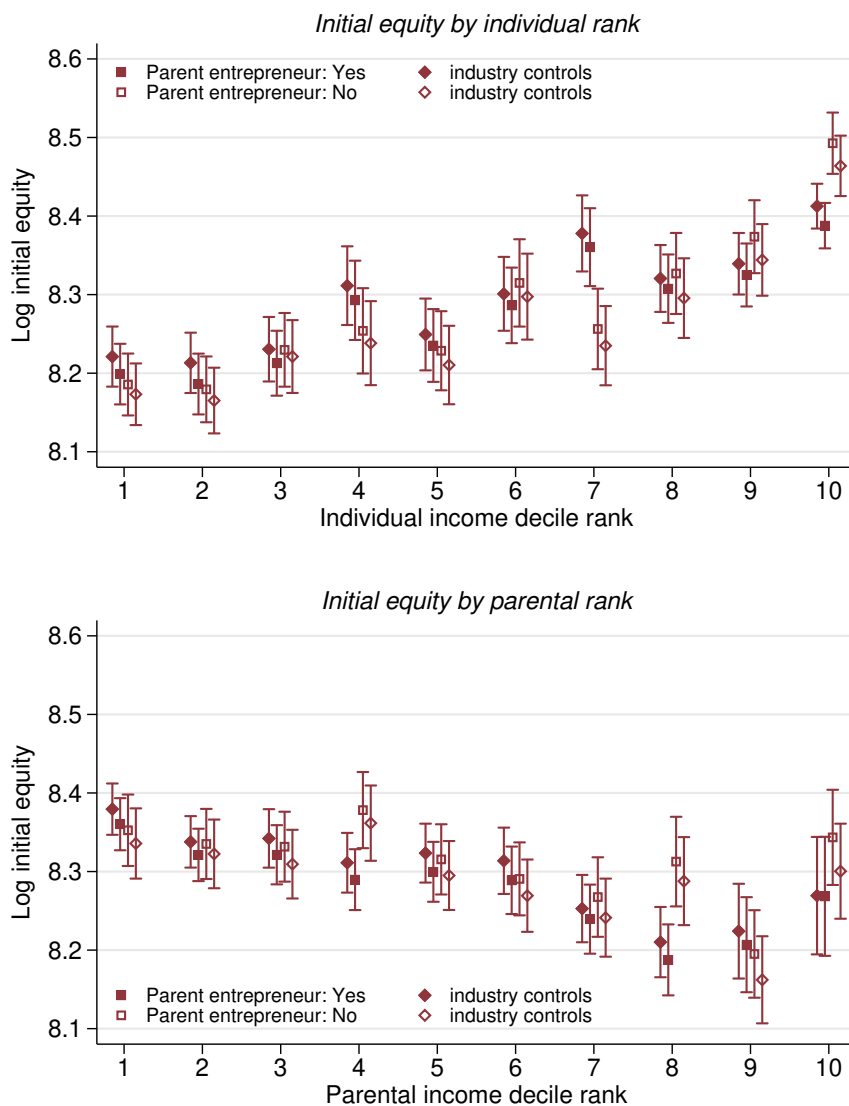 Initial equity by individual rank
8.6
Parent entrepreneur: Yes industry controls
Parent entrepreneur: No industry controls
8.5
8.4
8.3
8.2
8.1
Log initial equity
1 2 3 4 5 6 7 8 9 10
Individual income decile rank
Initial equity by parental rank
8.6
8.5
8.4
8.3
8.2
8.1
Log initial equity
Parent entrepreneur: Yes industry controls
Parent entrepreneur: No industry controls
1 2 3 4 5 6 7 8 9 10
Parental income decile rank